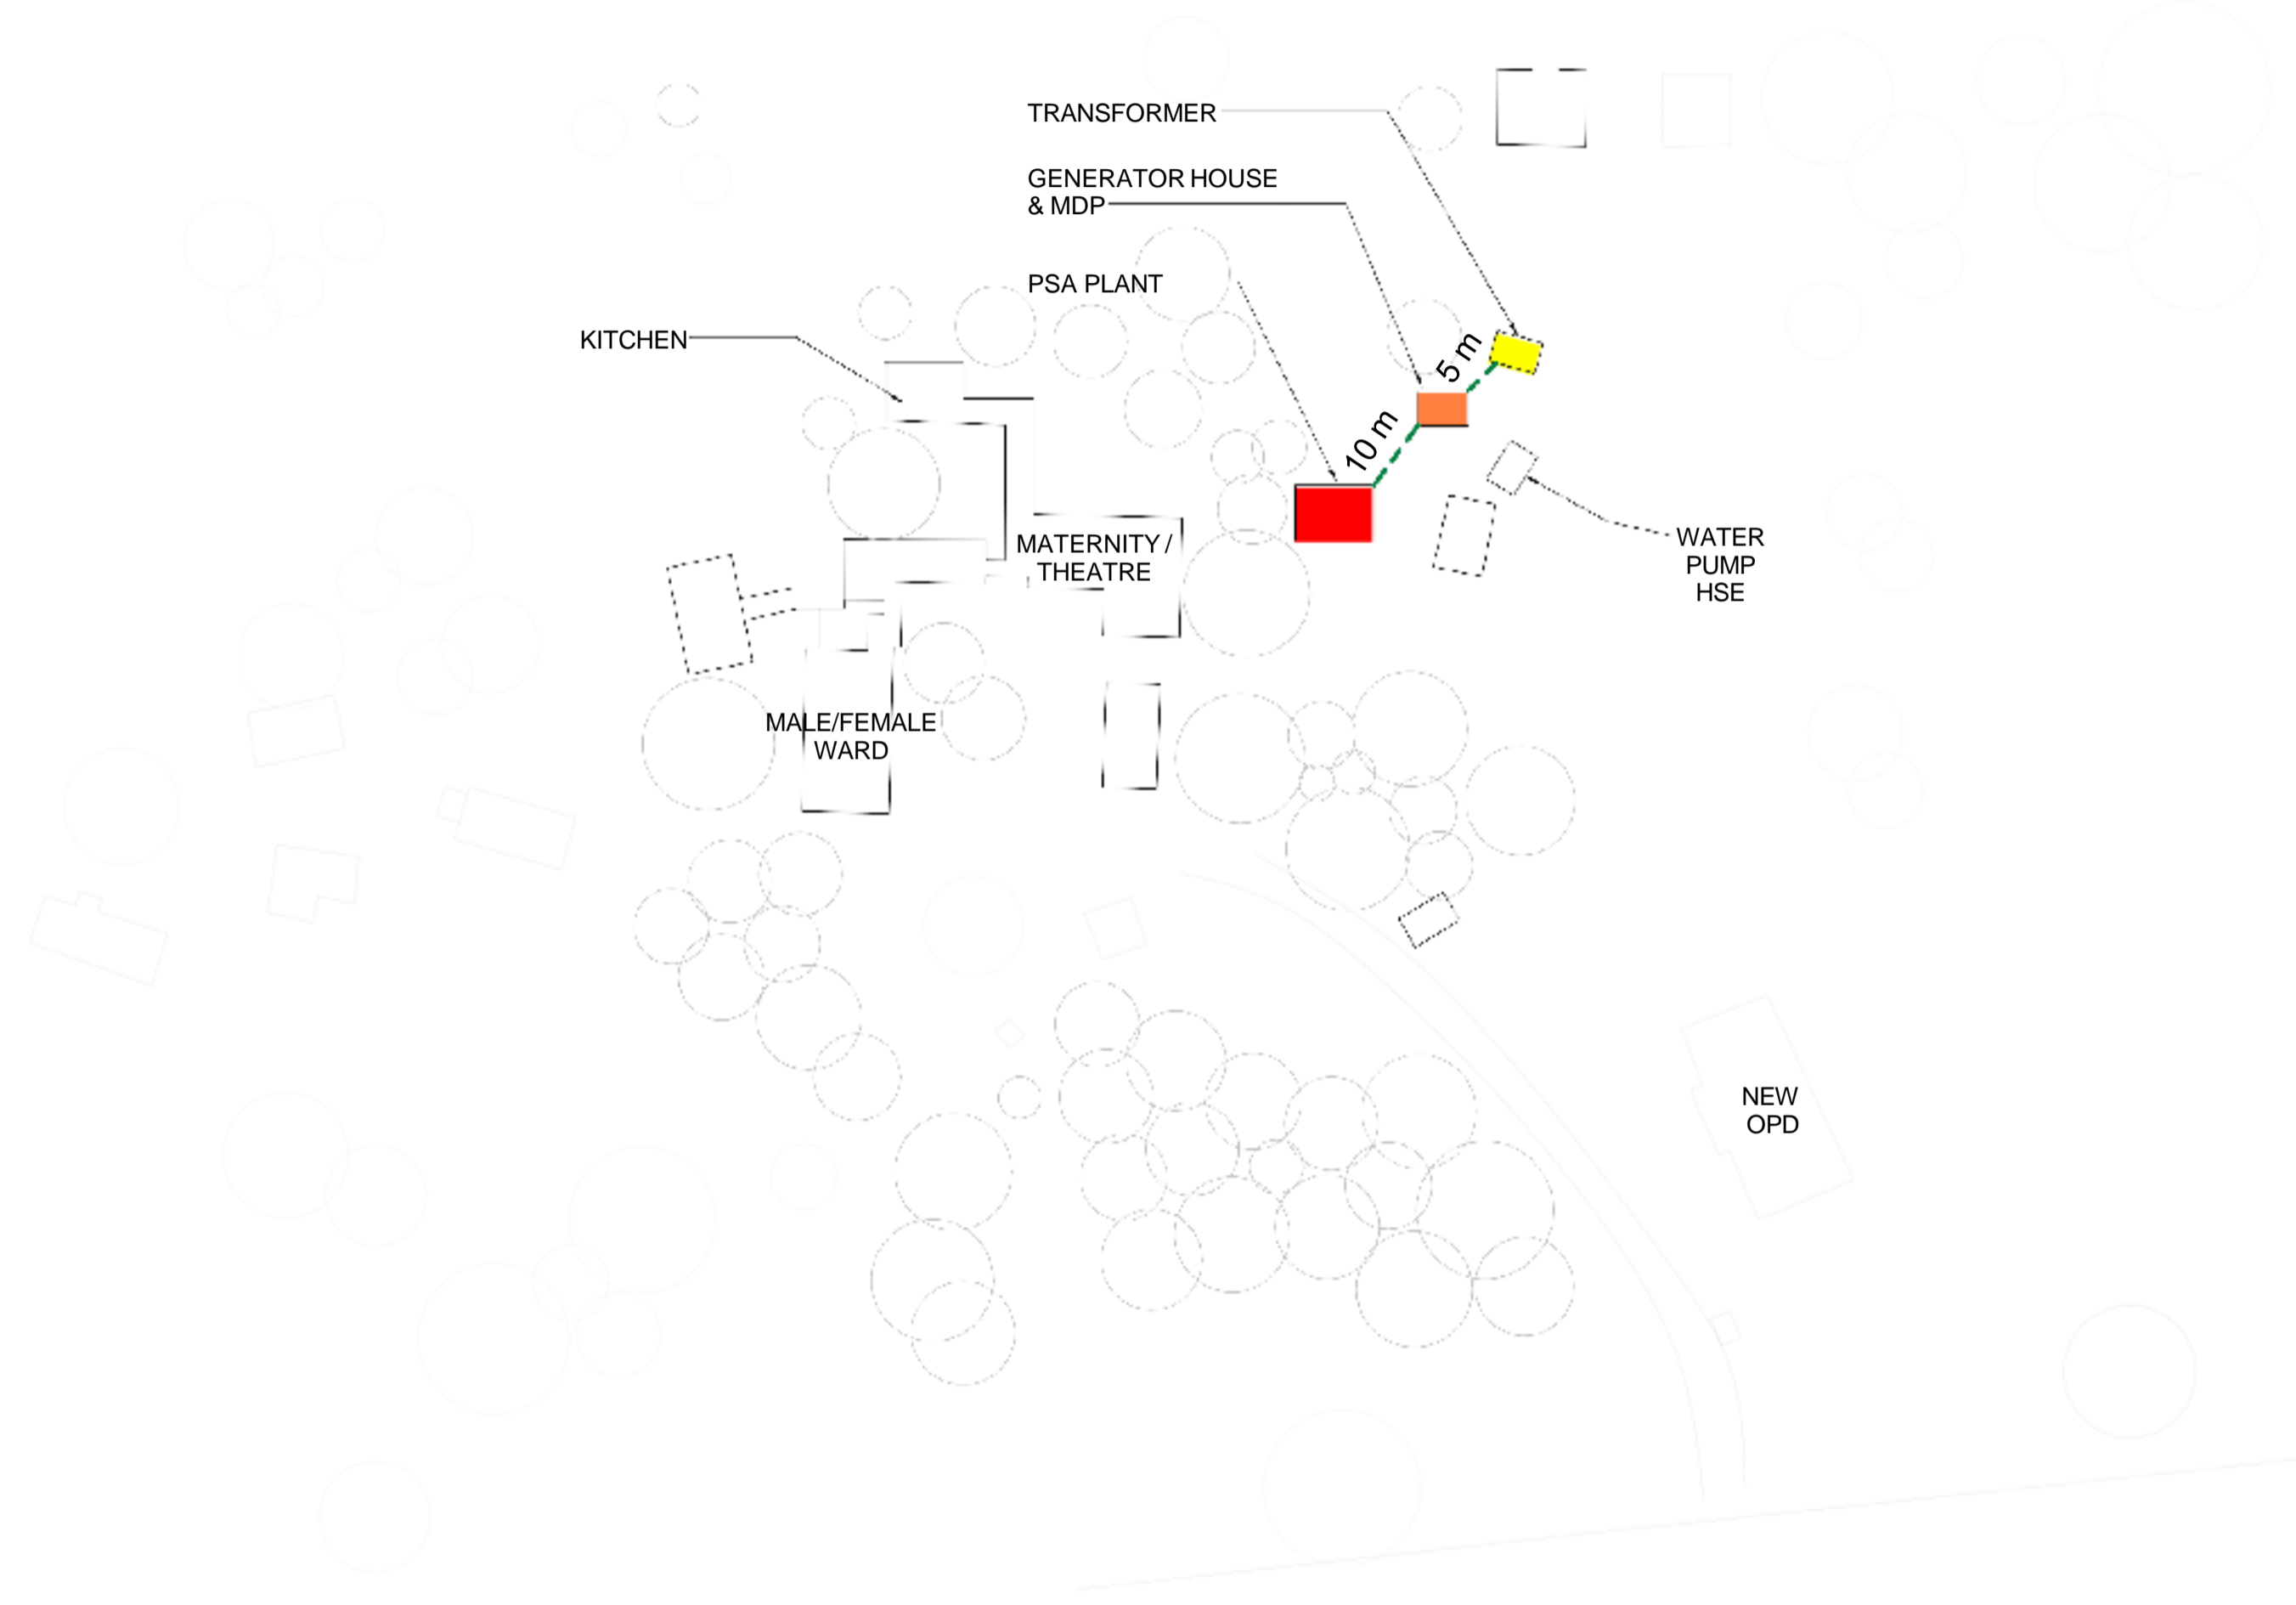 TRANSFORMER
GENERATOR HOUSE
& MDP
PSA PLANT
KITCHEN
5 m
10 m
WATER
PUMP
HSE
MATERNITY /
THEATRE
MALE/FEMALE
WARD
NEW
OPD